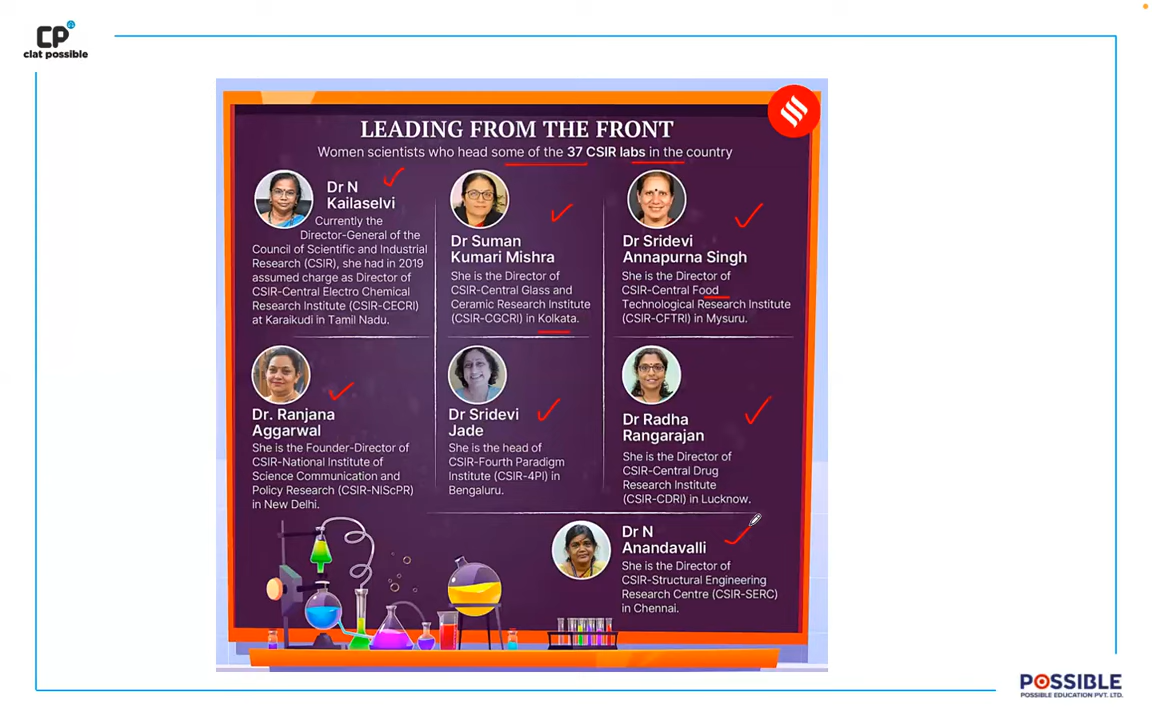 CP
clat possible
LEADING FROM THE FRONT
Women scientists who head some of the 37 CSIR labs in the country
Dr N
Kailaselvi
Currently the
Director-General of the
Council of Scientific and Industrial
Research (CSIR), she had in 2019
assumed charge as Director of
CSIR-Central Electro Chemical
Research Institute (CSIR-CECRI)
at Karaikudi in Tamil Nadu.
Dr Suman
Kumari Mishra
She is the Director of
CSIR-Central Glass and
Ceramic Research Institute
(CSIR-CGCRI) in Kolkata.
Dr Sridevi
Annapurna Singh
She is the Director of
CSIR-Central Food
Technological Research Institute
(CSIR-CFTRI) in Mysuru.
Dr. Ranjana
Aggarwal
She is the Founder-Director of
CSIR-National Institute of
Science Communication and
Policy Research (CSIR-NIScPR)
in New Delhi.
Dr Sridevi
Jade
She is the head of
CSIR-Fourth Paradigm
Institute (CSIR-4PI) in
Bengaluru.
Dr Radha
Rangarajan
She is the Director of
CSIR-Central Drug
Research Institute
(CSIR-CDRI) in Lucknow.
Dr N
Anandavalli
She is the Director of
CSIR-Structural Engineering
Research Centre (CSIR-SERC)
in Chennai.
POSSIBLE
POSSIBLE EDUCATION PVT. LTD.